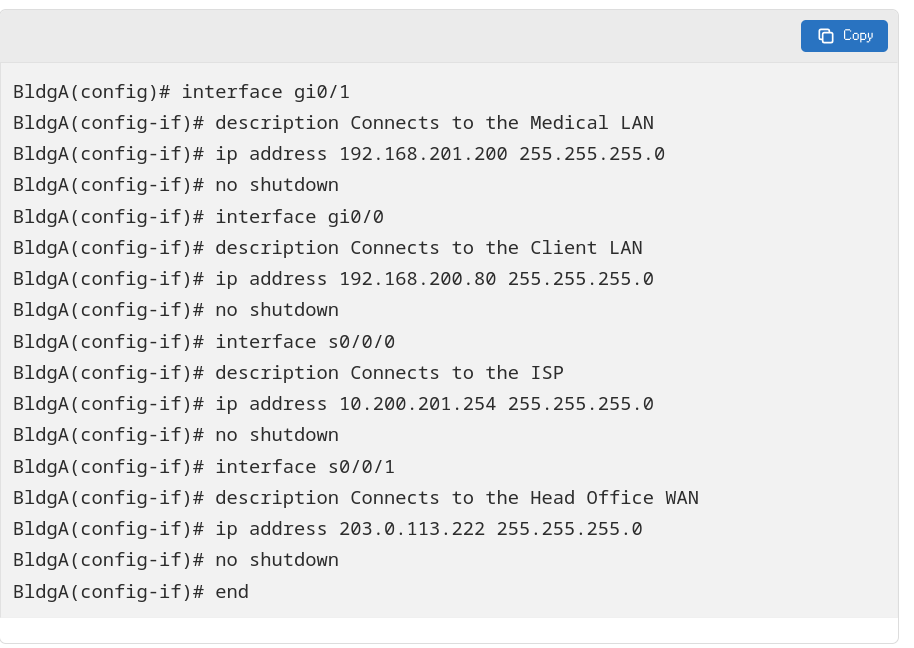 Copy
BldgA(config)# interface gi0/1
BldgA(config-if)# description Connects to the Medical LAN
BldgA(config-if)# ip address 192.168.201.200 255.255.255.0
BldgA(config-if)# no shutdown
BldgA(config-if)# interface gi0/0
BldgA(config-if)# description Connects to the Client LAN
BldgA(config-if)# ip address 192.168.200.80 255.255.255.0
BldgA(config-if)# no shutdown
BldgA(config-if)# interface s0/0/0
BldgA(config-if)# description Connects to the ISP
BldgA(config-if)# ip address 10.200.201.254 255.255.255.0
BldgA(config-if)# no shutdown
BldgA(config-if)# interface s0/0/1
BldgA(config-if)# description Connects to the Head Office WAN
BldgA(config-if)# ip address 203.0.113.222 255.255.255.0
BldgA(config-if)# no shutdown
BldgA(config-if)# end